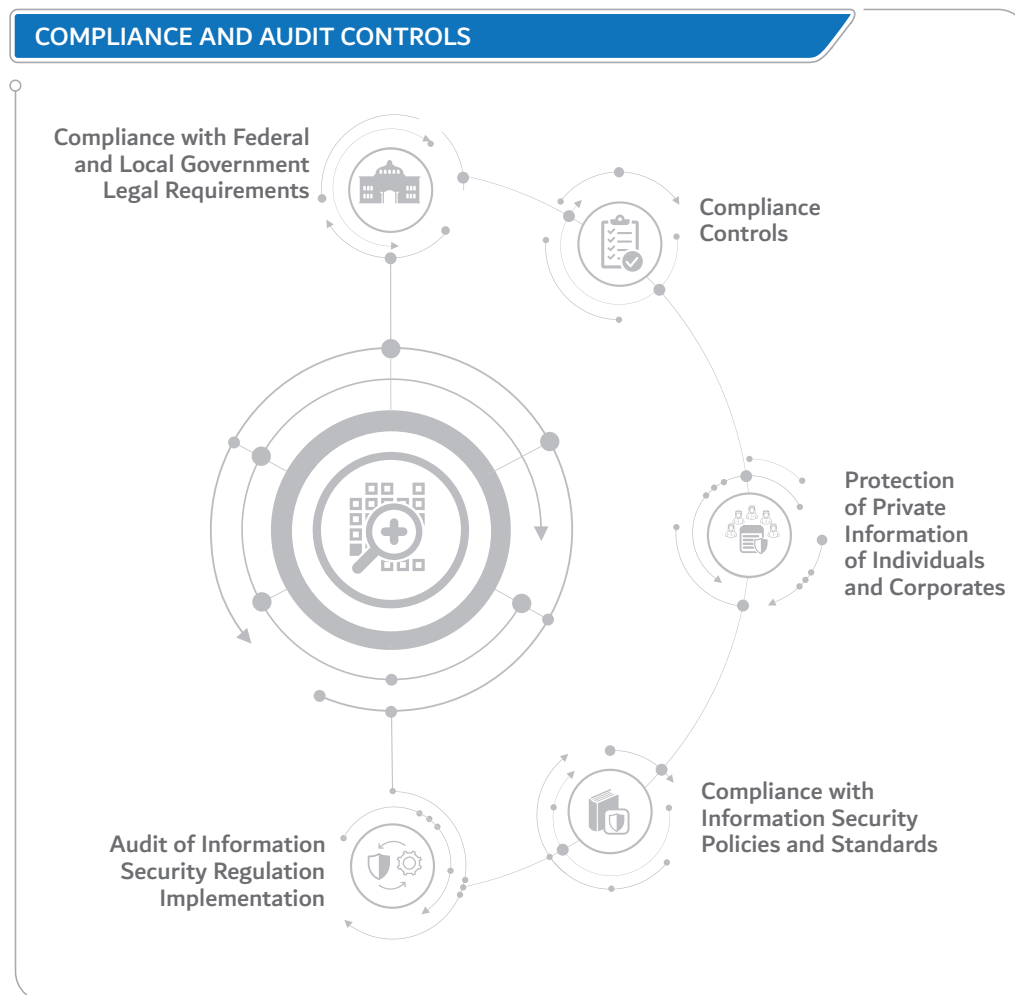 COMPLIANCE AND AUDIT CONTROLS
Compliance with Federal
and Local Government
Legal Requirements
Compliance
Controls
Protection
of Private
Information
of Individuals
and Corporates
Compliance with
Information Security
Policies and Standards
Audit of Information
Security Regulation
Implementation